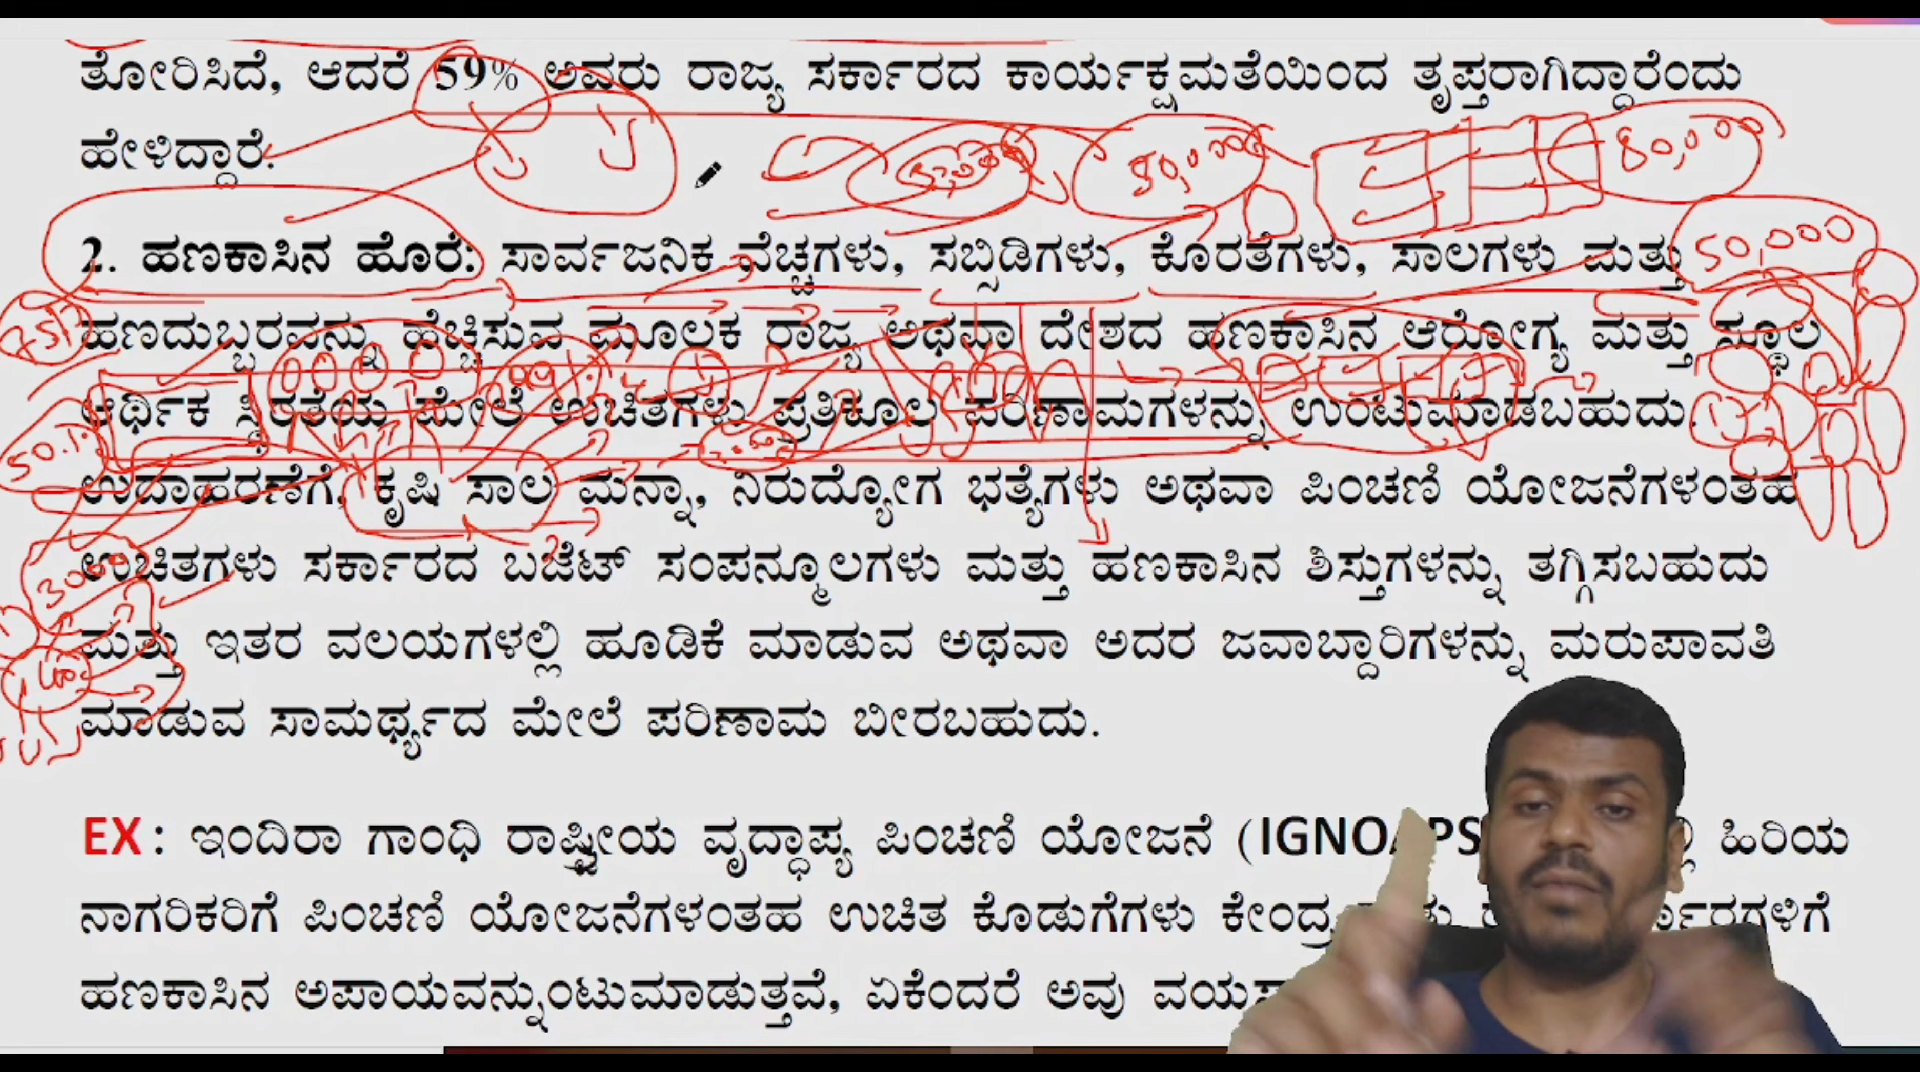 ತೋರಿಸಿದೆ, ಆದರೆ 59% ಅವರು ರಾಜ್ಯ ಸರ್ಕಾರದ ಕಾರ್ಯಕ್ಷಮತೆಯಿಂದ ತೃಪ್ತರಾಗಿದ್ದಾರೆಂದು
ಹೇಳಿದ್ದಾರೆ.
80,000
50,000
2. ಹಣಕಾಸಿನ ಹೊರೆ: ಸಾರ್ವಜನಿಕ ವೆಚ್ಚಗಳು, ಸಬ್ಸಿಡಿಗಳು, ಕೊರತೆಗಳು, ಸಾಲಗಳು ಮತ್ತು
ಹಣದುಬ್ಬರವನ್ನು ಹೆಚ್ಚಿಸುವ ಮೂಲಕ ರಾಜ್ಯ ಅಥವಾ ದೇಶದ ಹಣಕಾಸಿನ ಆರೋಗ್ಯ ಮತ್ತು ಸ್ಥೂಲ
ಆರ್ಥಿಕ ಸ್ಥಿರತೆಯ ಮೇಲೆ ಉಚಿತಗಳು ಪ್ರತಿಕೂಲ ಪರಿಣಾಮಗಳನ್ನು ಉಂಟುಮಾಡಬಹುದು.
ಉದಾಹರಣೆಗೆ, ಕೃಷಿ ಸಾಲ ಮನ್ನಾ, ನಿರುದ್ಯೋಗ ಭತ್ಯೆಗಳು ಅಥವಾ ಪಿಂಚಣಿ ಯೋಜನೆಗಳಂತಹ
ಉಚಿತಗಳು ಸರ್ಕಾರದ ಬಜೆಟ್ ಸಂಪನ್ಮೂಲಗಳು ಮತ್ತು ಹಣಕಾಸಿನ ಶಿಸ್ತುಗಳನ್ನು ತಗ್ಗಿಸಬಹುದು
ಮತ್ತು ಇತರ ವಲಯಗಳಲ್ಲಿ ಹೂಡಿಕೆ ಮಾಡುವ ಅಥವಾ ಅದರ ಜವಾಬ್ದಾರಿಗಳನ್ನು ಮರುಪಾವತಿ
ಮಾಡುವ ಸಾಮರ್ಥ್ಯದ ಮೇಲೆ ಪರಿಣಾಮ ಬೀರಬಹುದು.
EX: ಇಂದಿರಾ ಗಾಂಧಿ ರಾಷ್ಟ್ರೀಯ ವೃದ್ಧಾಪ್ಯ ಪಿಂಚಣಿ ಯೋಜನೆ ಹಿರಿಯ
ನಾಗರಿಕರಿಗೆ ಪಿಂಚಣಿ ಯೋಜನೆಗಳಂತಹ ಉಚಿತ ಕೊಡುಗೆಗಳು ಕೇಂದ್ರ
ಹಣಕಾಸಿನ ಅಪಾಯವನ್ನುಂಟುಮಾಡುತ್ತವೆ, ಏಕೆಂದರೆ ಅವು